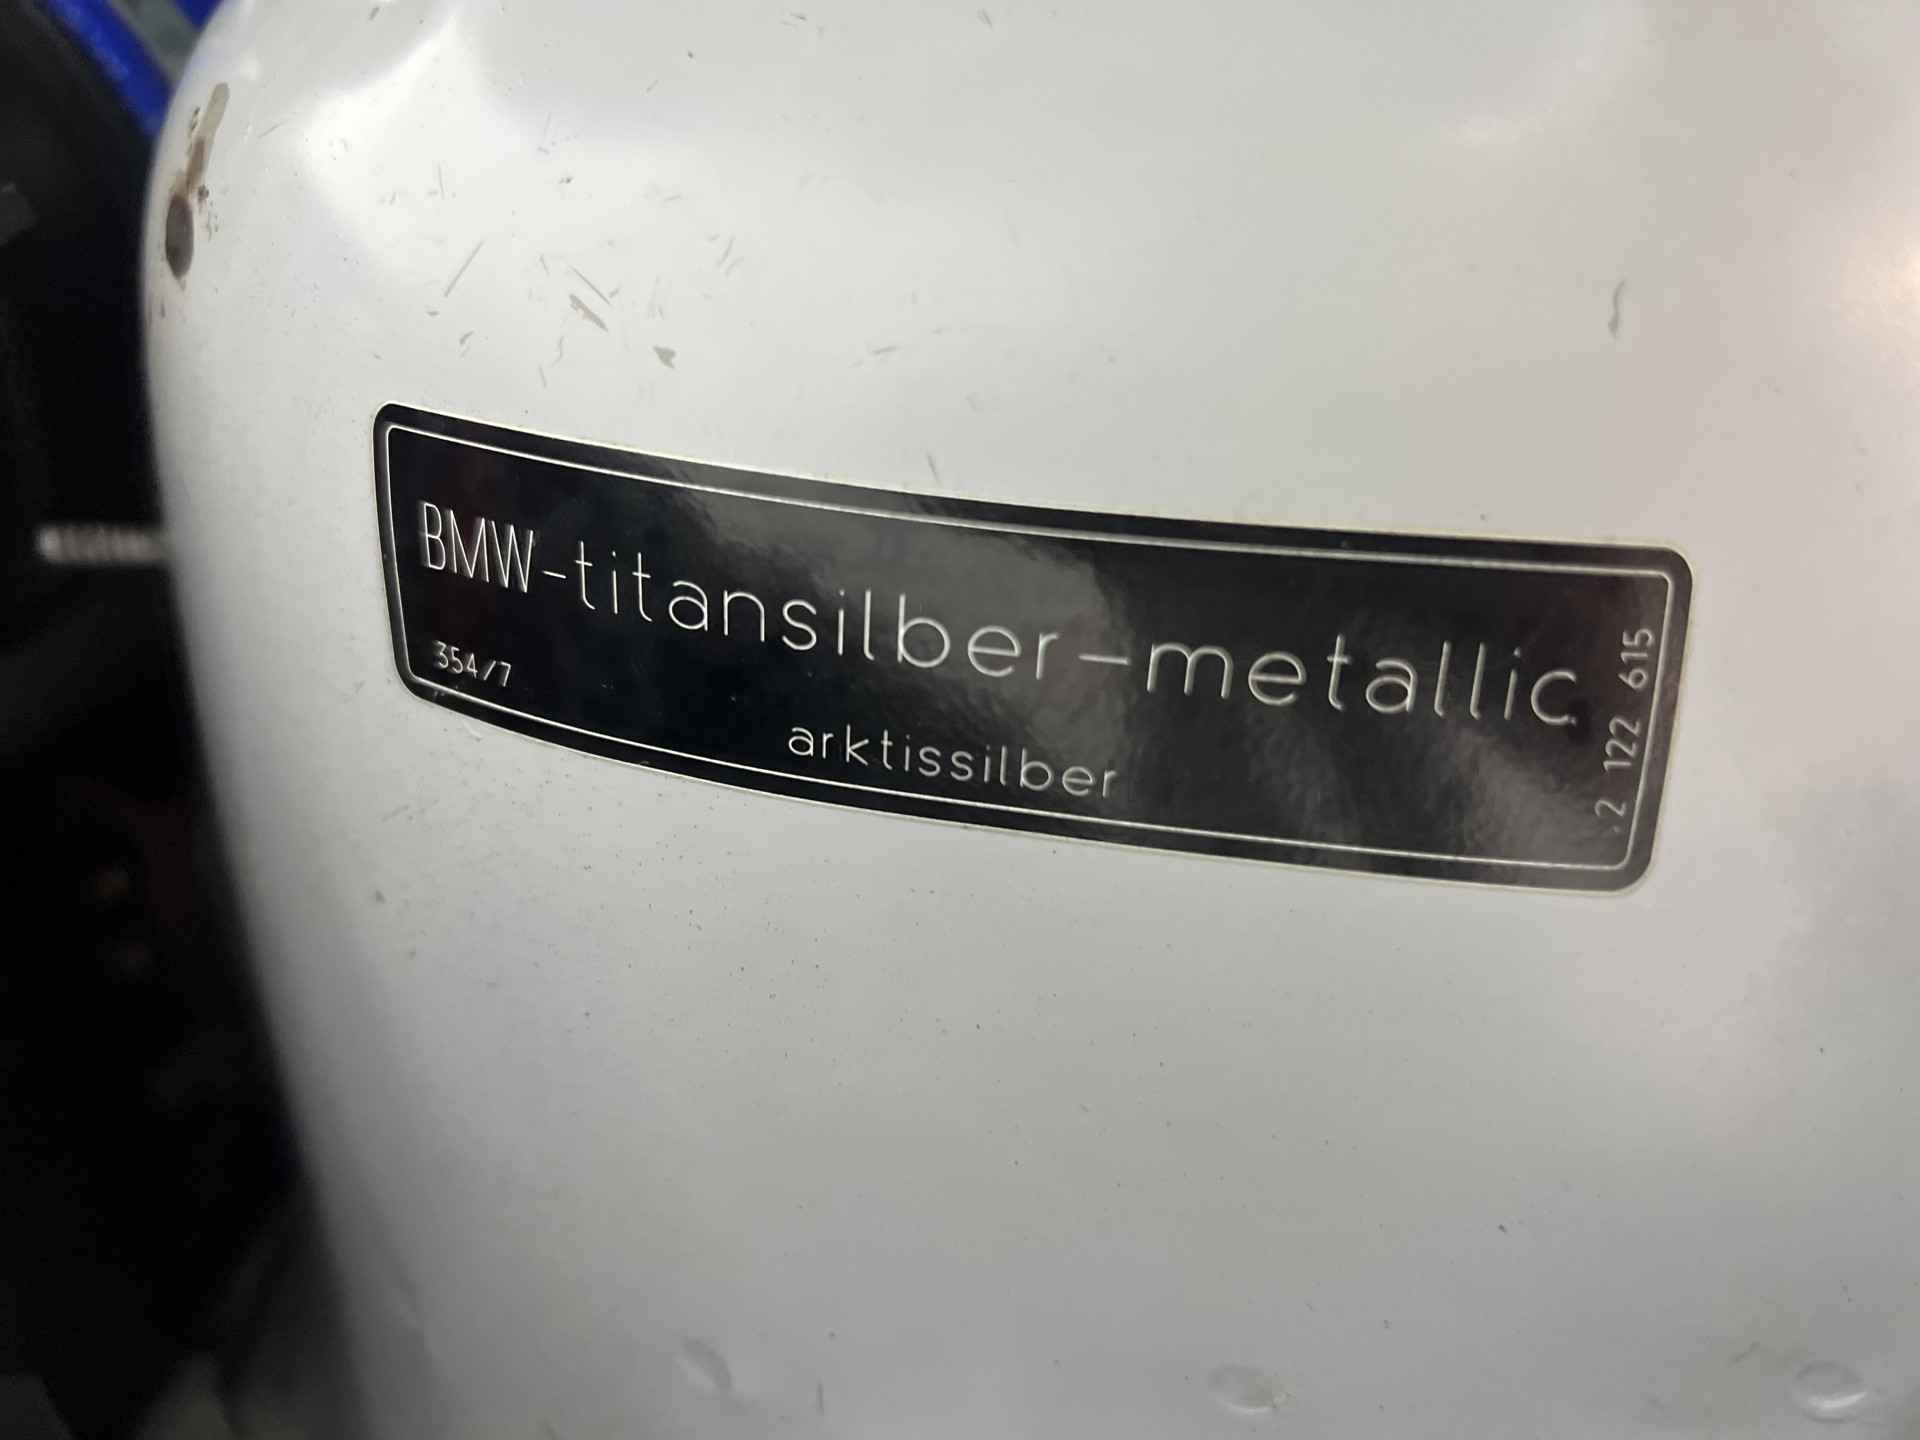 BMW-titansilber-metallic
354/7
arktissilber
2 122 615